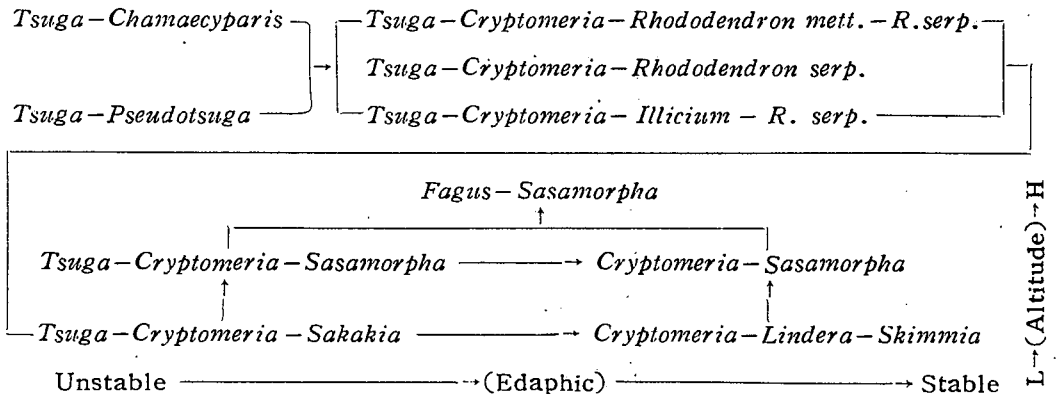 Tsuga–Chamaecyparis
Tsuga–Cryptomeria–Rhododendron mett.–R.serp.
Tsuga–Cryptomeria–Rhododendron serp.
Tsuga–Pseudotsuga
Tsuga–Cryptomeria–Illicium–R. serp.
Fagus–Sasamorpha
Tsuga–Cryptomeria–Sasamorpha → Cryptomeria–Sasamorpha
Tsuga–Cryptomeria–Sakakia → Cryptomeria–Lindera–Skimmia
Unstable → (Edaphic) → Stable
L→(Altitude)→H